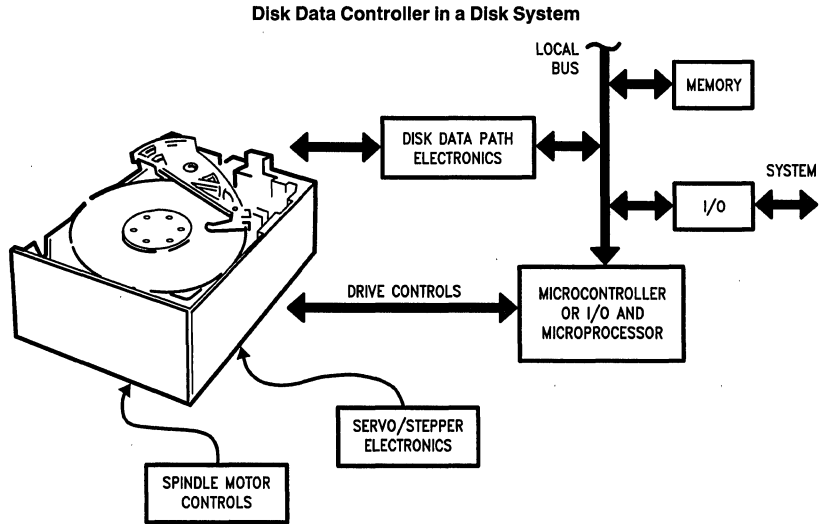 Disk Data Controller in a Disk System
LOCAL
BUS
MEMORY
DISK DATA PATH
ELECTRONICS
SYSTEM
I/O
DRIVE CONTROLS
MICROCONTROLLER
OR I/O AND
MICROPROCESSOR
SERVO/STEPPER
ELECTRONICS
SPINDLE MOTOR
CONTROLS